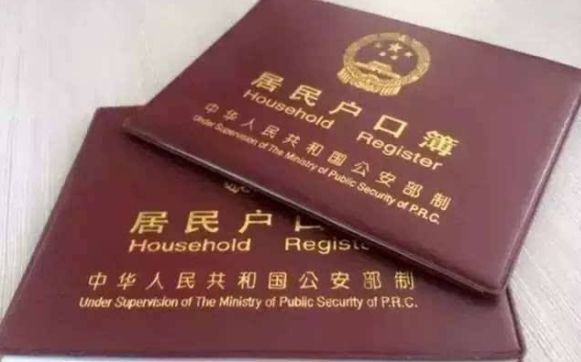 居民户口簿
Household Register
中华人民共和国公安部制
Under Supervision of The Ministry of Public Security of P.R.C.
居民户口
Household Register
中华人民共和国公安部制
Under Supervision of The Ministry of Public Security of P.R.C.